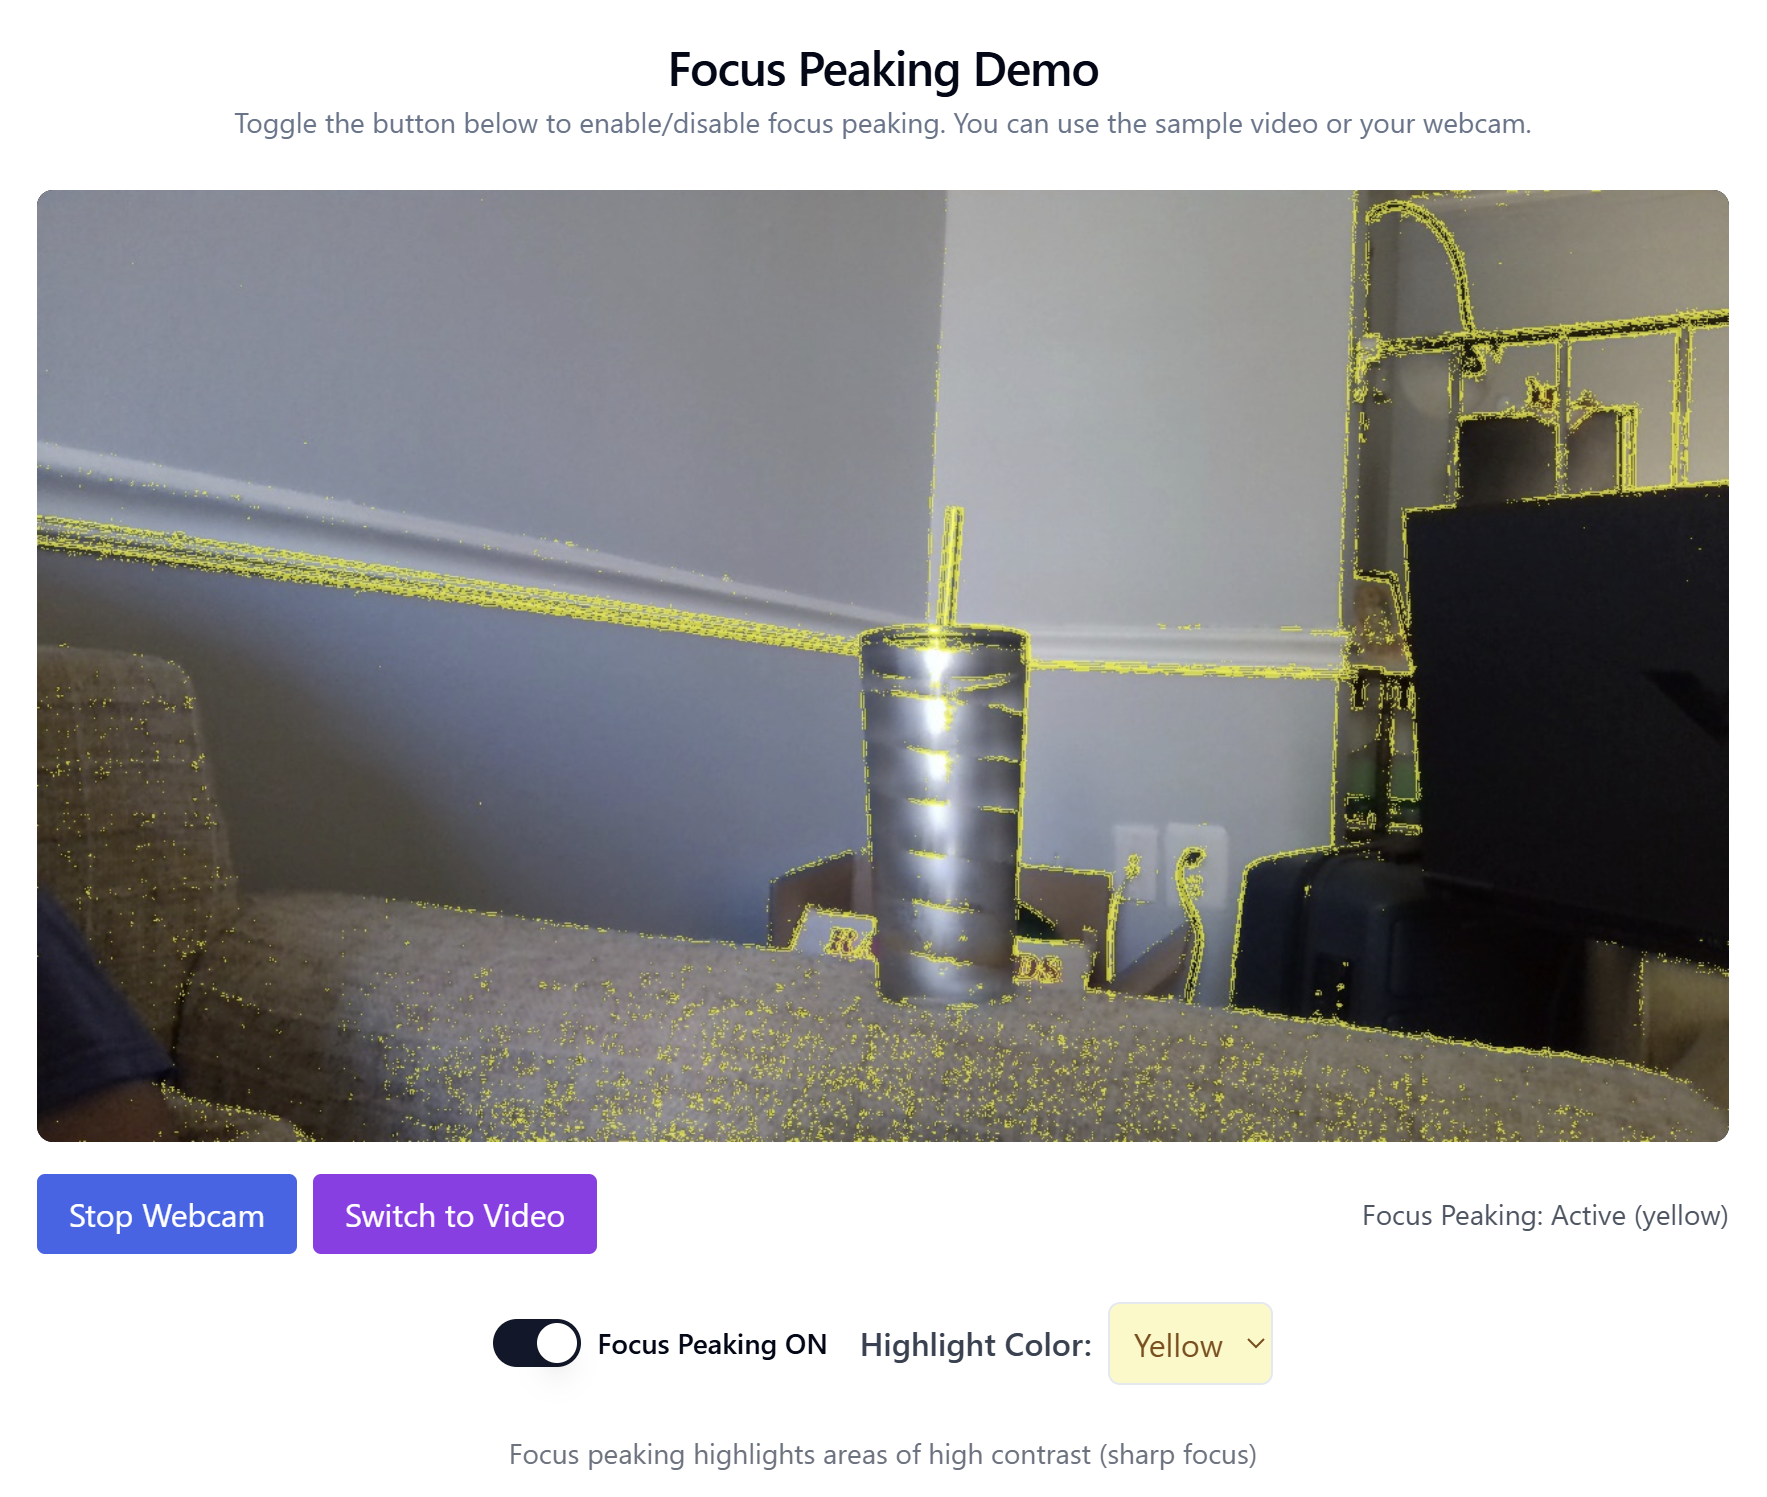 Focus Peaking Demo
Toggle the button below to enable/disable focus peaking. You can use the sample video or your webcam.
RA
DS
Stop Webcam
Switch to Video
Focus Peaking: Active (yellow)
Focus Peaking ON
Highlight Color:
Yellow
Focus peaking highlights areas of high contrast (sharp focus)